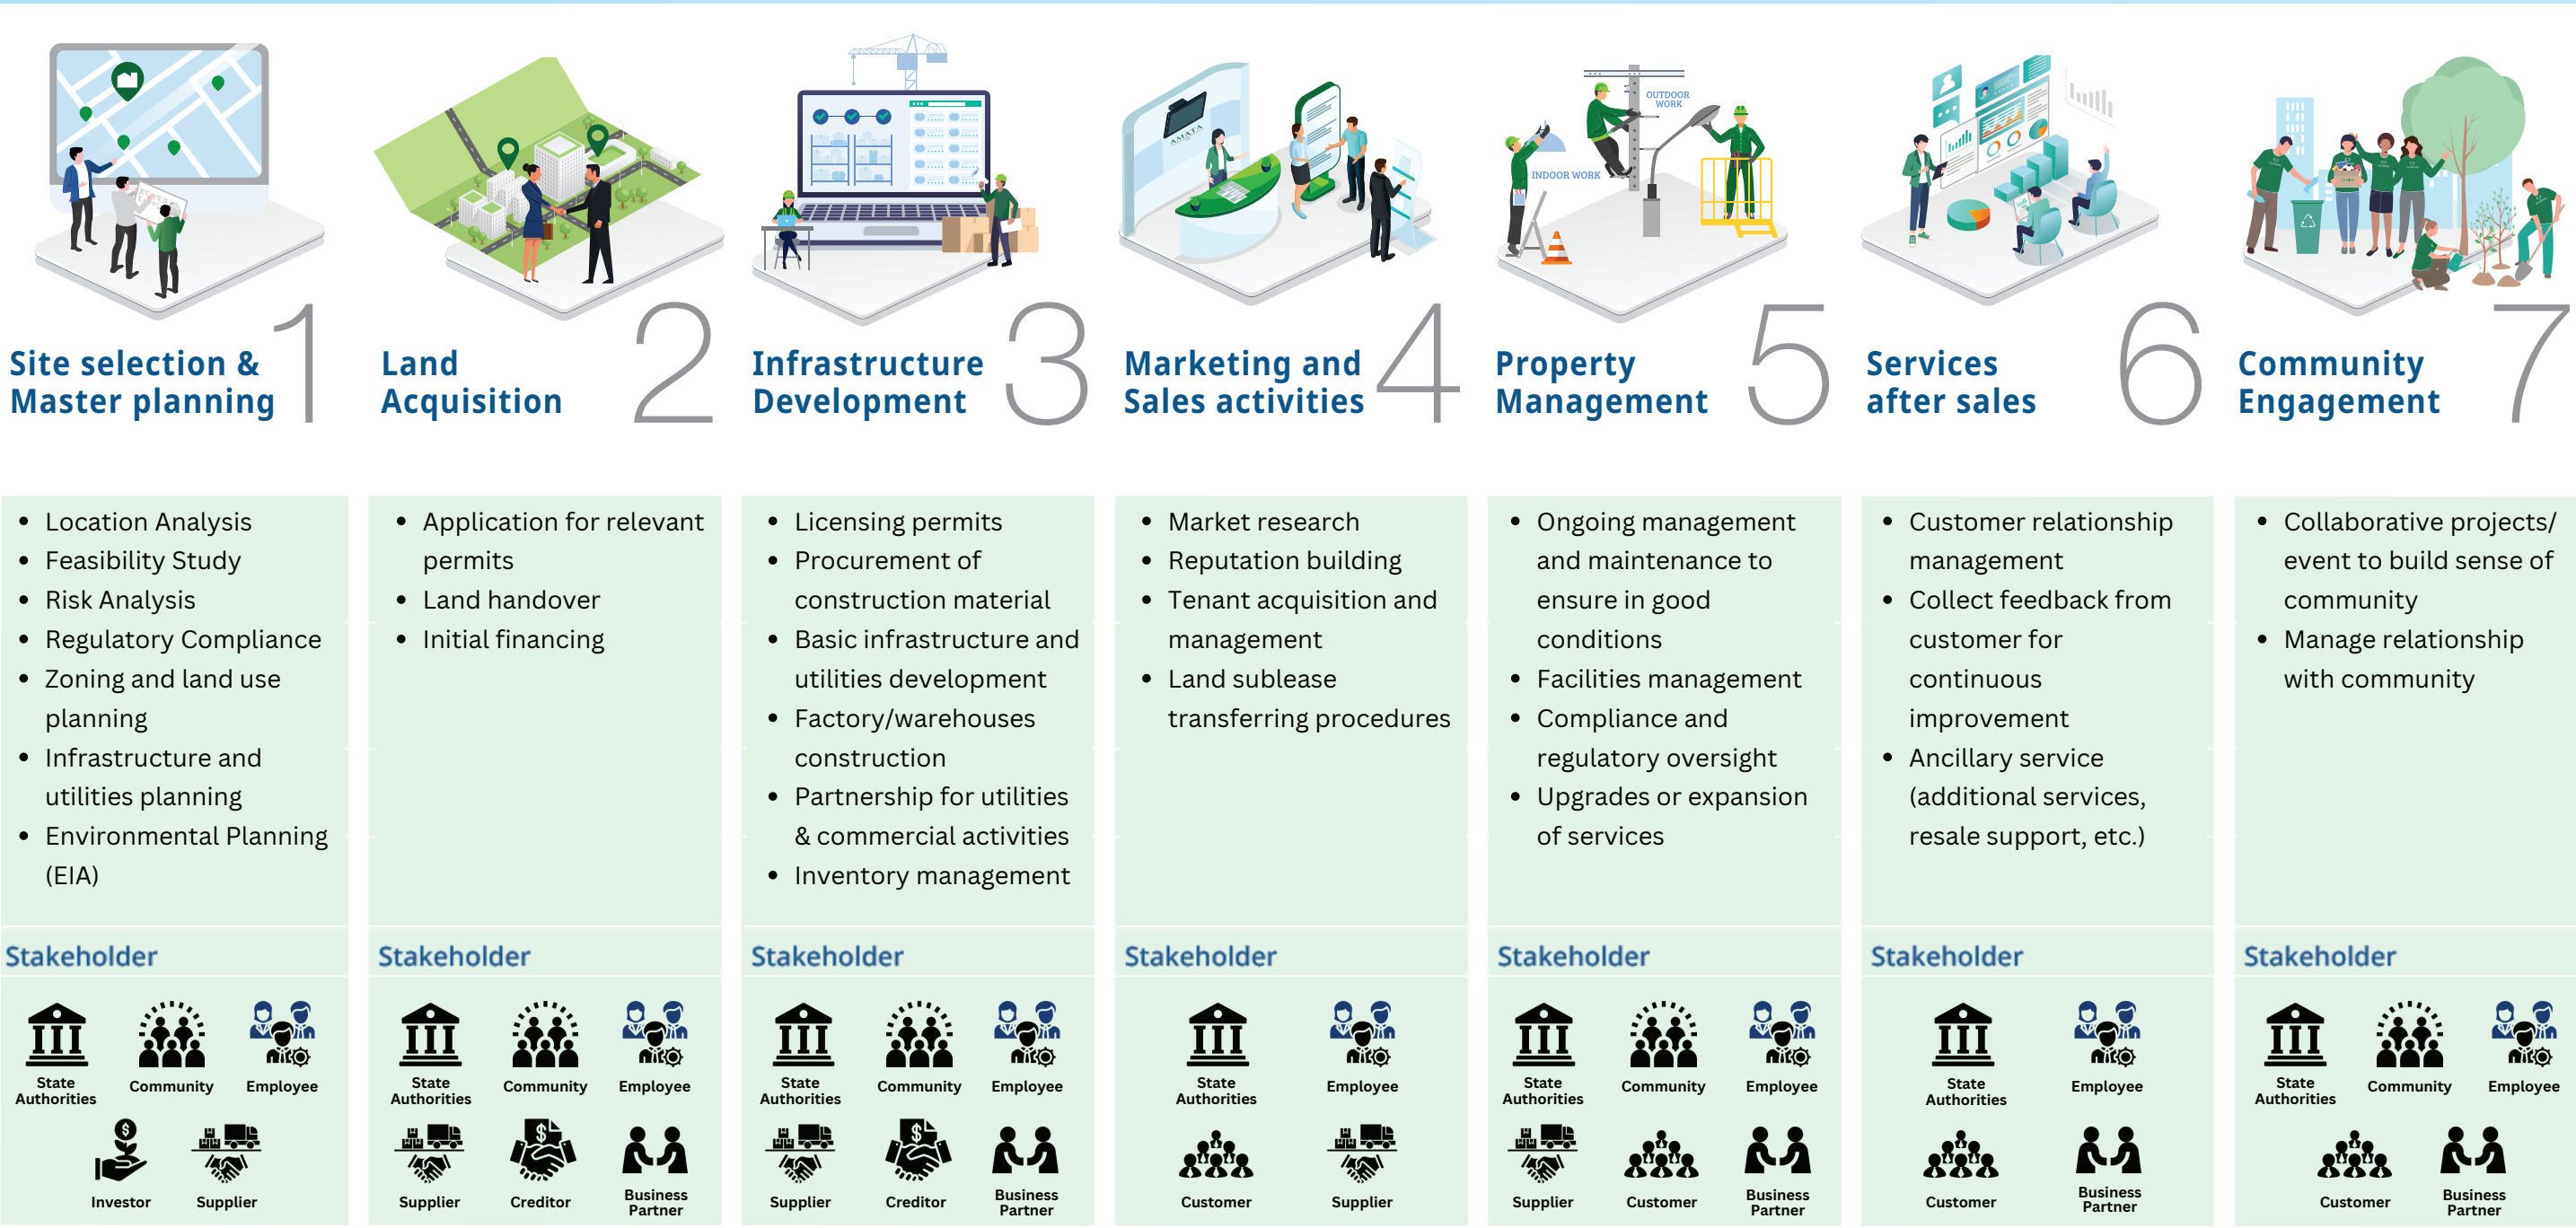 AMATA
OUTDOOR
WORK
INDOOR WORK
1
Site selection &
Master planning
2
Land
Acquisition
3
Infrastructure
Development
4
Marketing and
Sales activities
5
Property
Management
6
Services
after sales
7
Community
Engagement
• Location Analysis
• Feasibility Study
• Risk Analysis
• Regulatory Compliance
• Zoning and land use
planning
• Infrastructure and
utilities planning
• Environmental Planning
(EIA)
• Application for relevant
permits
• Land handover
• Initial financing
• Licensing permits
• Procurement of
construction material
• Basic infrastructure and
utilities development
• Factory/warehouses
construction
• Partnership for utilities
& commercial activities
• Inventory management
• Market research
• Reputation building
• Tenant acquisition and
management
• Land sublease
transferring procedures
• Ongoing management
and maintenance to
ensure in good
conditions
• Facilities management
• Compliance and
regulatory oversight
• Upgrades or expansion
of services
• Customer relationship
management
• Collect feedback from
customer for
continuous
improvement
• Ancillary service
(additional services,
resale support, etc.)
• Collaborative projects/
event to build sense of
community
• Manage relationship
with community
Stakeholder
State
Authorities
Community
Employee
Investor
Supplier
Stakeholder
State
Authorities
Community
Employee
Supplier
Creditor
Business
Partner
Stakeholder
State
Authorities
Community
Employee
Supplier
Creditor
Business
Partner
Stakeholder
State
Authorities
Employee
Customer
Supplier
Stakeholder
State
Authorities
Community
Employee
Supplier
Customer
Business
Partner
Stakeholder
State
Authorities
Employee
Customer
Business
Partner
Stakeholder
State
Authorities
Community
Employee
Customer
Business
Partner